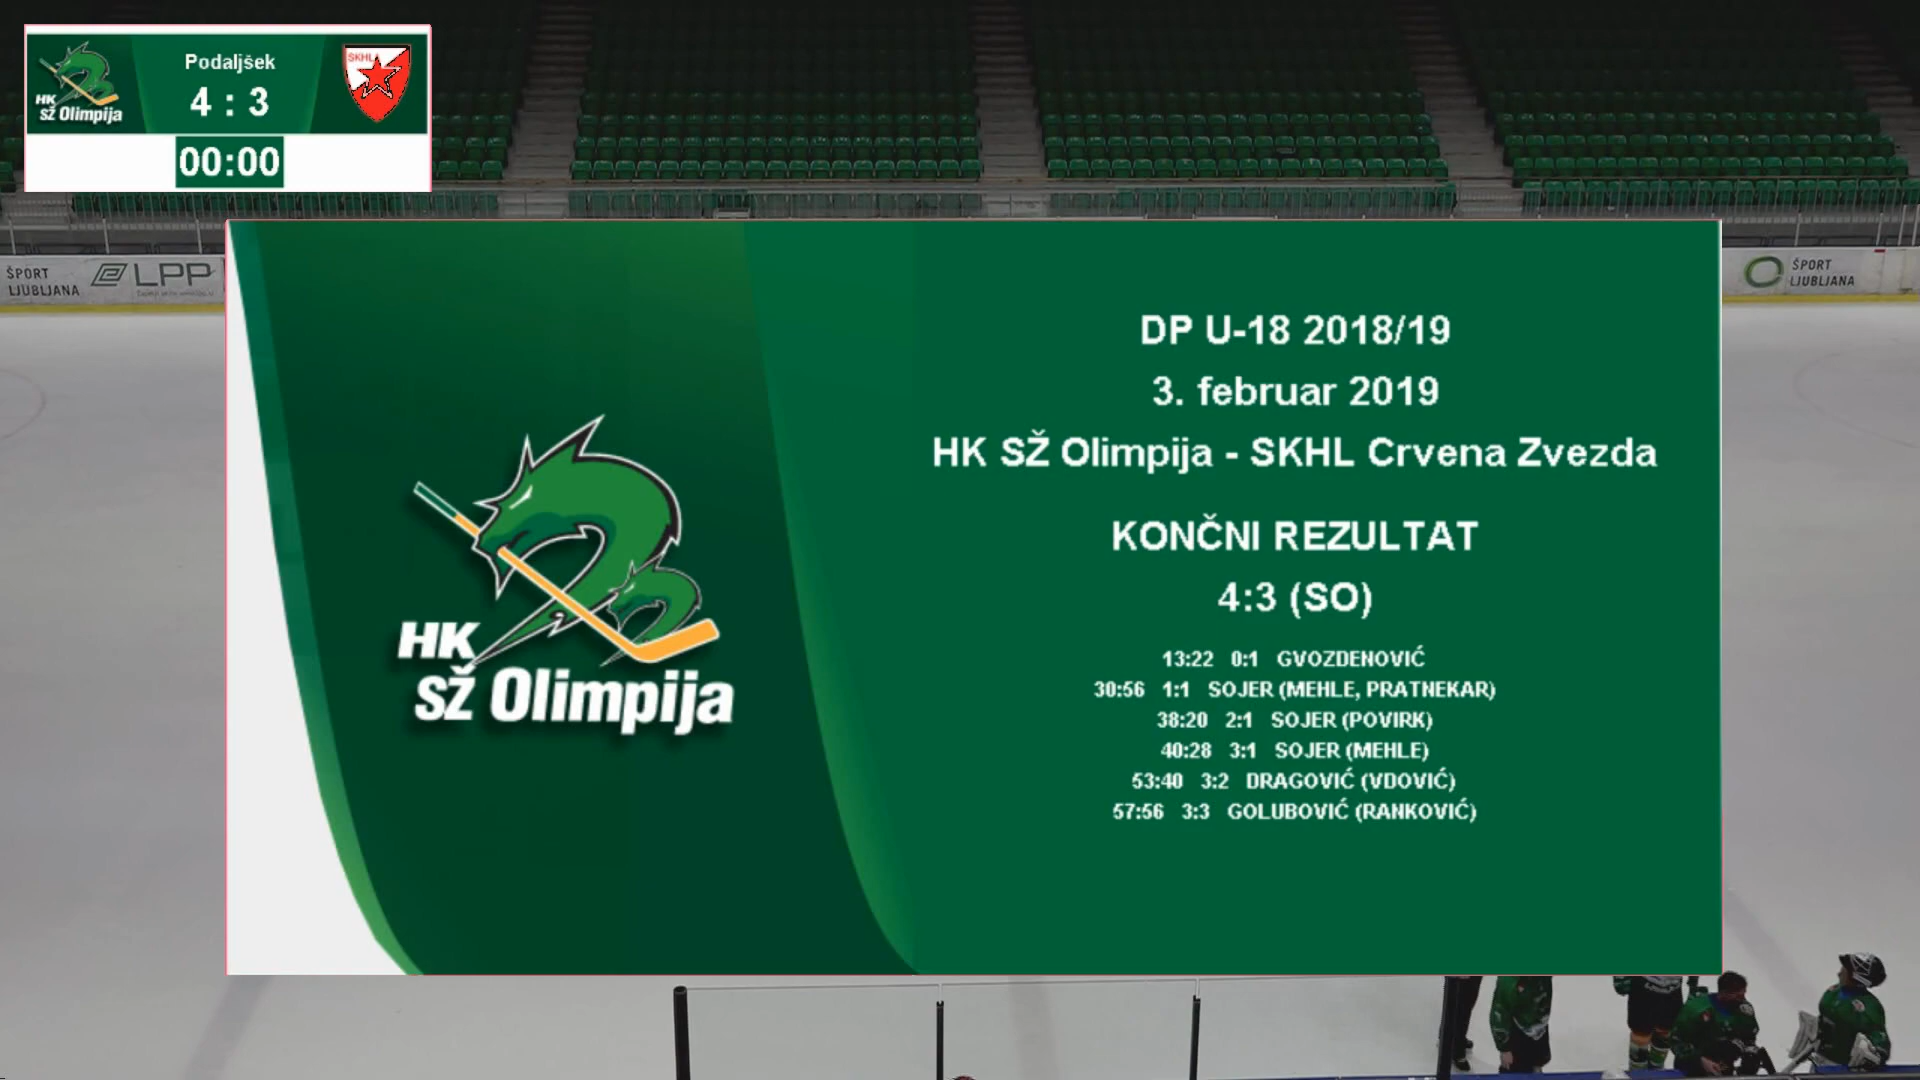 Podaljšek
4 : 3
00:00
HK
SŽ Olimpija
SKHL
ŠPORT
LJUBLJANA
LPP
ŠPORT
LJUBLJANA
HK
SŽ Olimpija
DP U-18 2018/19
3. februar 2019
HK SŽ Olimpija - SKHL Crvena Zvezda
KONČNI REZULTAT
4:3 (SO)
13:22 0:1 GVOZDENOVIĆ
30:56 1:1 SOJER (MEHLE, PRATNEKAR)
38:20 2:1 SOJER (POVIRK)
40:28 3:1 SOJER (MEHLE)
53:40 3:2 DRAGOVIĆ (VDOVIĆ)
57:56 3:3 GOLUBOVIĆ (RANKOVIĆ)